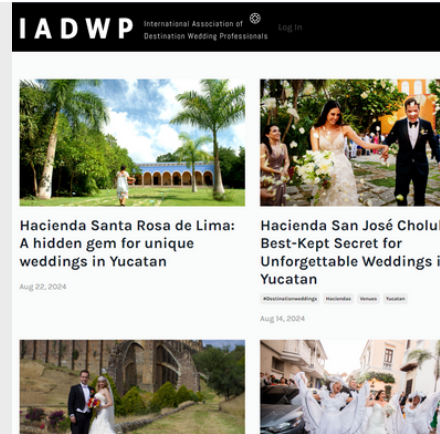 IADWP
International Association of
Destination Wedding Professionals
Log In
Hacienda Santa Rosa de Lima:
A hidden gem for unique
weddings in Yucatan
Aug 22, 2024
Hacienda San José Cholul
Best-Kept Secret for
Unforgettable Weddings i
Yucatan
#Destinationweddings Haciendas Venues Yucatan
Aug 14, 2024